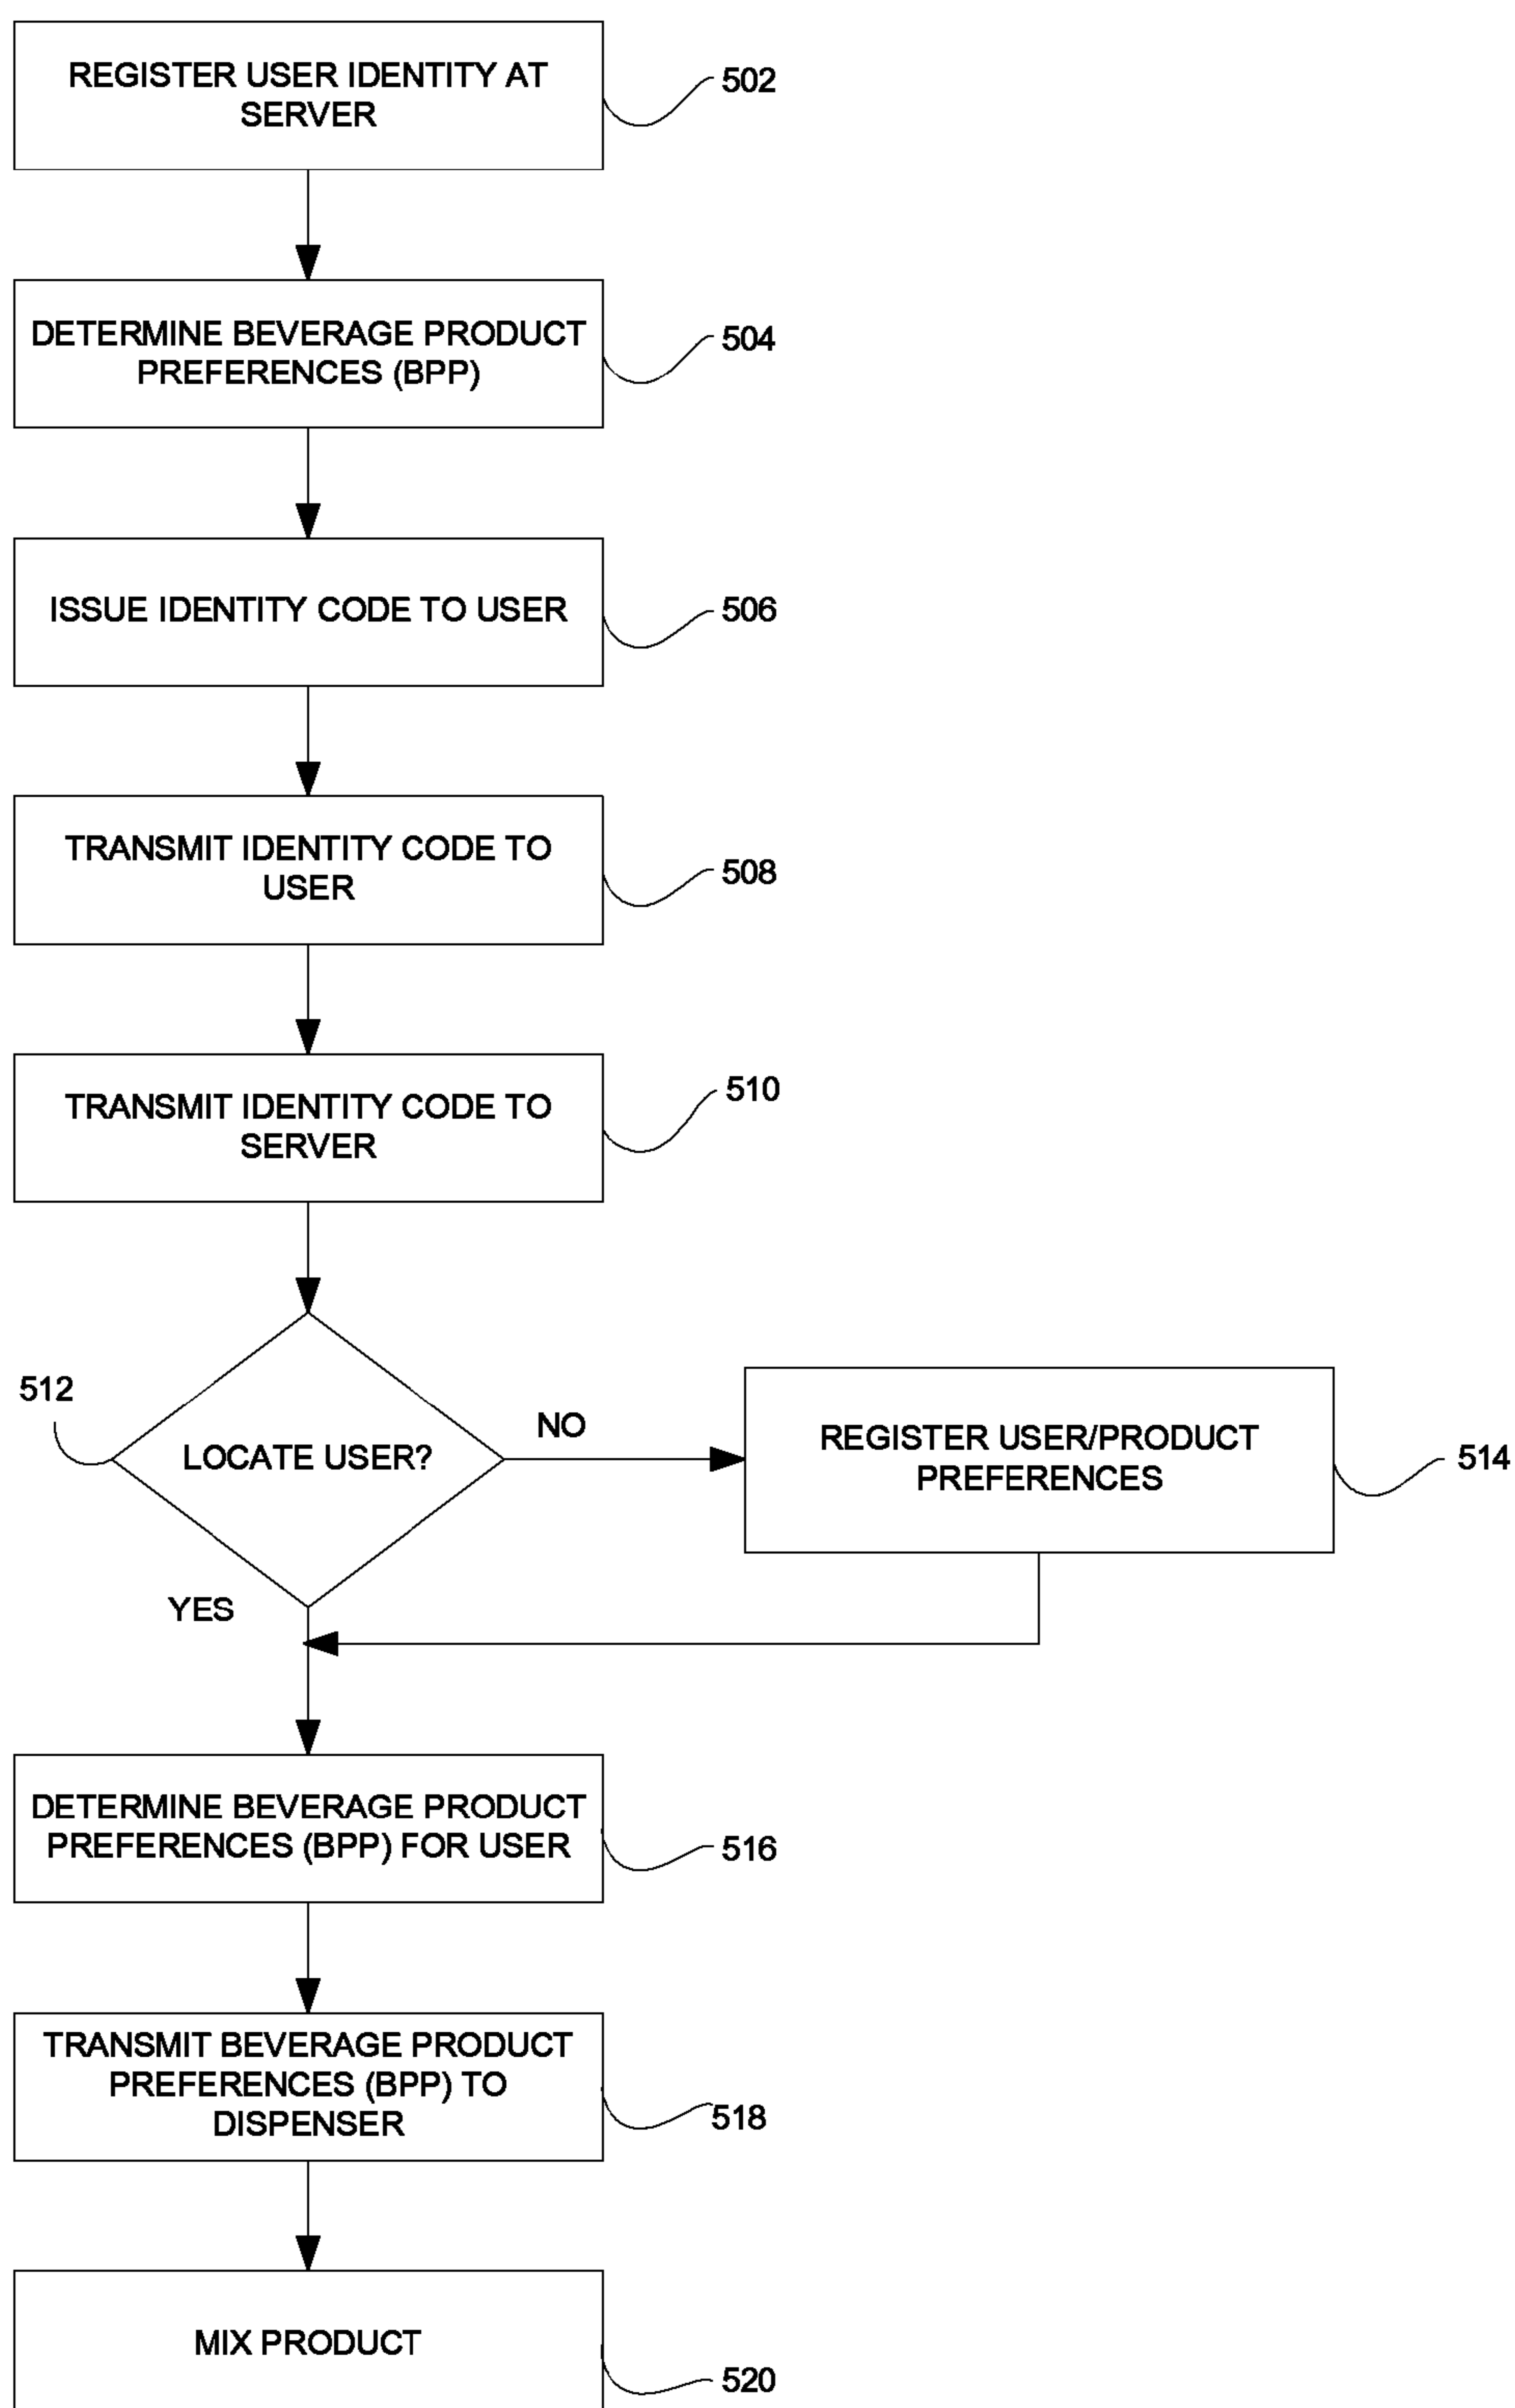 REGISTER USER IDENTITY AT
SERVER
502
DETERMINE BEVERAGE PRODUCT
PREFERENCES (BPP)
504
ISSUE IDENTITY CODE TO USER
506
TRANSMIT IDENTITY CODE TO
USER
508
TRANSMIT IDENTITY CODE TO
SERVER
510
512
LOCATE USER?
NO
REGISTER USER/PRODUCT
PREFERENCES
514
YES
DETERMINE BEVERAGE PRODUCT
PREFERENCES (BPP) FOR USER
516
TRANSMIT BEVERAGE PRODUCT
PREFERENCES (BPP) TO
DISPENSER
518
MIX PRODUCT
520